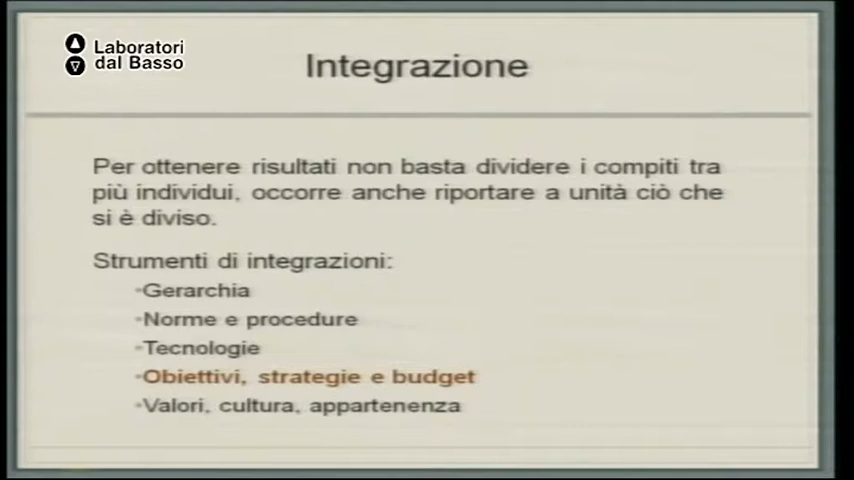 Laboratori
dal Basso
Integrazione
Per ottenere risultati non basta dividere i compiti tra
più individui, occorre anche riportare a unità ciò che
si è diviso.
Strumenti di integrazioni:
•Gerarchia
•Norme e procedure
•Tecnologie
•Obiettivi, strategie e budget
•Valori, cultura, appartenenza